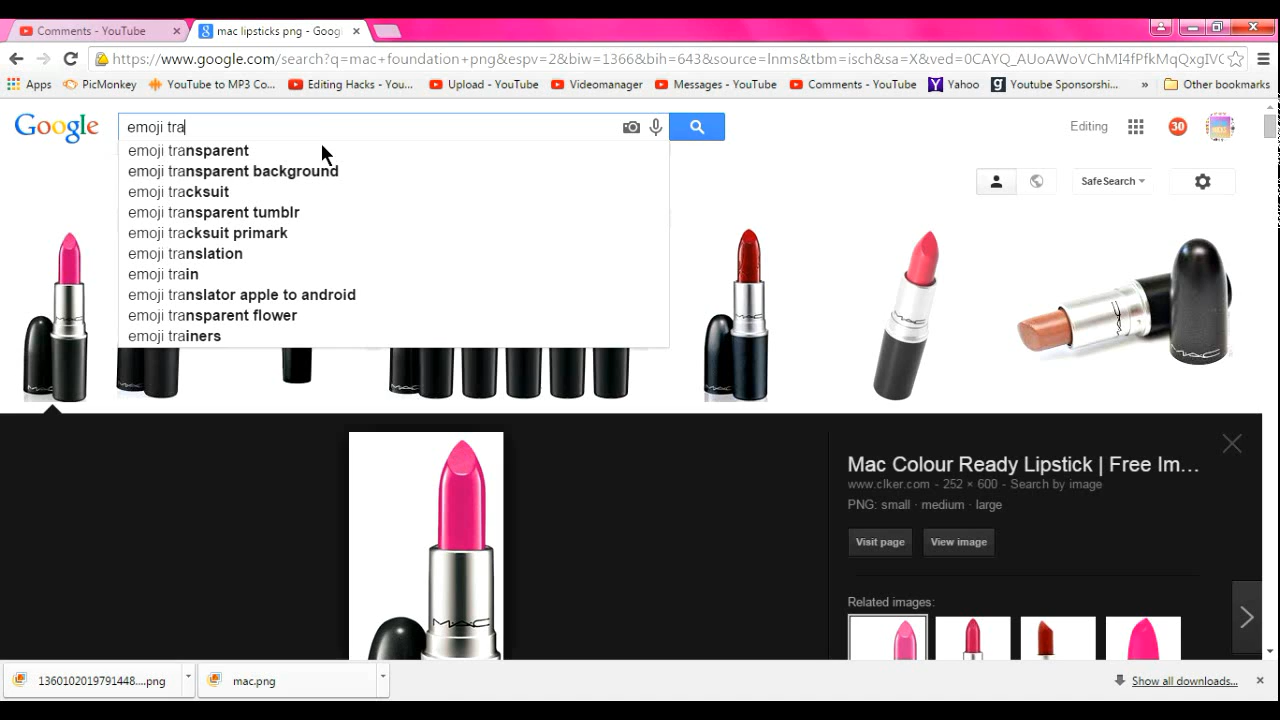 Comments - YouTube
mac lipsticks png - Goog
https://www.google.com/search?q=mac+foundation+png&espv=2&biw=1366&bih=643&source=lnms&tbm=isch&sa=X&ved=
Apps PicMonkey YouTube to MP3 Co... Editing Hacks - You... Upload - YouTube Videomanager Messages - YouTube Comments - YouTube Yahoo Youtube Sponsorshi... » Other bookmarks
Google
emoji tra
Editing
30
emoji transparent
emoji transparent background
emoji tracksuit
emoji transparent tumblr
emoji tracksuit primark
emoji translation
emoji train
emoji translator apple to android
emoji transparent flower
emoji trainers
SafeSearch
MAC
Mac Colour Ready Lipstick | Free Im...
www.clker.com - 252 × 600 - Search by image
PNG: small · medium · large
Visit page
View image
Related images:
MAC
1360102019791448....png
mac.png
Show all downloads...